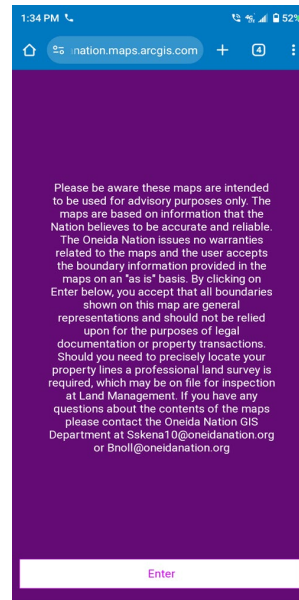 1:34 PM
52%
nation.maps.arcgis.com
4
Please be aware these maps are intended
to be used for advisory purposes only. The
maps are based on information that the
Nation believes to be accurate and reliable.
The Oneida Nation issues no warranties
related to the maps and the user accepts
the boundary information provided in the
maps on an "as is" basis. By clicking on
Enter below, you accept that all boundaries
shown on this map are general
representations and should not be relied
upon for the purposes of legal
documentation or property transactions.
Should you need to precisely locate your
property lines a professional land survey is
required, which may be on file for inspection
at Land Management. If you have any
questions about the contents of the maps
please contact the Oneida Nation GIS
Department at Sskena10@oneidanation.org
or Bnoll@oneidanation.org
Enter